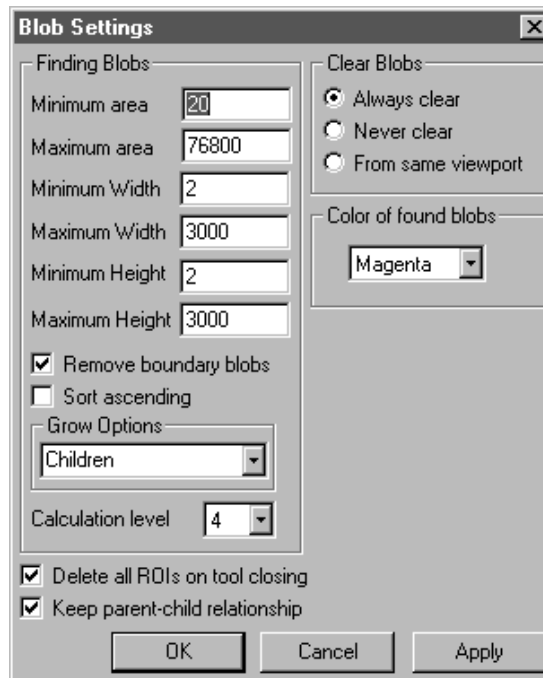 Blob Settings
Finding Blobs
Minimum area 20
Maximum area 76800
Minimum Width 2
Maximum Width 3000
Minimum Height 2
Maximum Height 3000
Remove boundary blobs
Sort ascending
Grow Options
Children
Calculation level 4
Clear Blobs
Always clear
Never clear
From same viewport
Color of found blobs
Magenta
Delete all ROIs on tool closing
Keep parent-child relationship
OK Cancel Apply